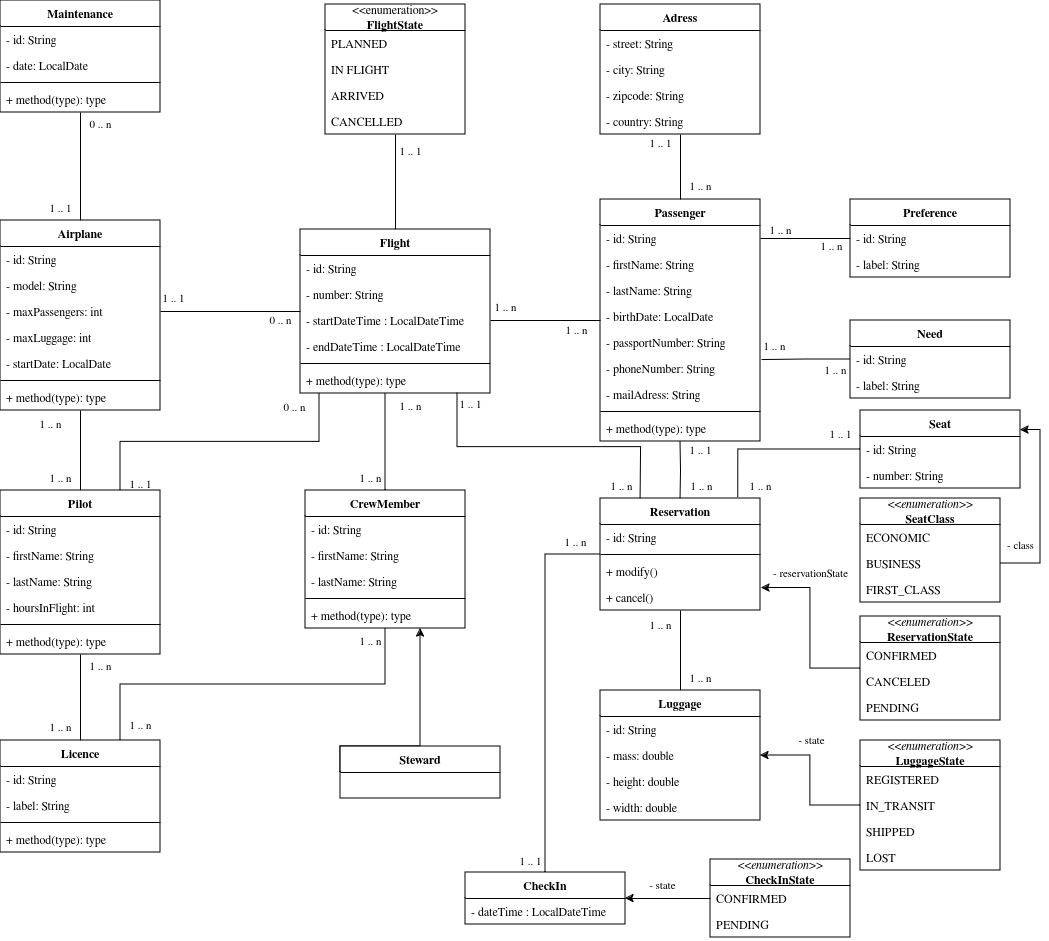 Maintenance
- id: String
- date: LocalDate
+ method(type): type
0 .. n
1 .. 1
<<enumeration>>
FlightState
PLANNED
IN FLIGHT
ARRIVED
CANCELLED
1 .. 1
Adress
- street: String
- city: String
- zipcode: String
- country: String
1 .. 1
1 .. n
Airplane
- id: String
- model: String
- maxPassengers: int
- maxLuggage: int
- startDate: LocalDate
+ method(type): type
1 .. 1
0 .. n
1 .. n
1 .. n
Flight
- id: String
- number: String
- startDateTime : LocalDateTime
- endDateTime : LocalDateTime
+ method(type): type
1 .. n
1 .. n
0 .. n
1 .. n
1 .. 1
1 .. 1
1 .. n
Passenger
- id: String
- firstName: String
- lastName: String
- birthDate: LocalDate
- passportNumber: String
- phoneNumber: String
- mailAdress: String
+ method(type): type
1 .. n
1 .. n
1 .. n
1 .. n
1 .. 1
1 .. n
1 .. n
1 .. n
Preference
- id: String
- label: String
Need
- id: String
- label: String
Seat
- id: String
- number: String
1 .. 1
<<enumeration>>
SeatClass
ECONOMIC
BUSINESS
FIRST_CLASS
- class
Pilot
- id: String
- firstName: String
- lastName: String
- hoursInFlight: int
+ method(type): type
1 .. n
1 .. n
CrewMember
- id: String
- firstName: String
- lastName: String
+ method(type): type
1 .. n
1 .. n
Reservation
- id: String
+ modify()
+ cancel()
1 .. n
1 .. n
1 .. n
- reservationState
<<enumeration>>
ReservationState
CONFIRMED
CANCELED
PENDING
Licence
- id: String
- label: String
+ method(type): type
Steward
Luggage
- id: String
- mass: double
- height: double
- width: double
- state
<<enumeration>>
LuggageState
REGISTERED
IN_TRANSIT
SHIPPED
LOST
1 .. 1
CheckIn
- dateTime : LocalDateTime
- state
<<enumeration>>
CheckInState
CONFIRMED
PENDING